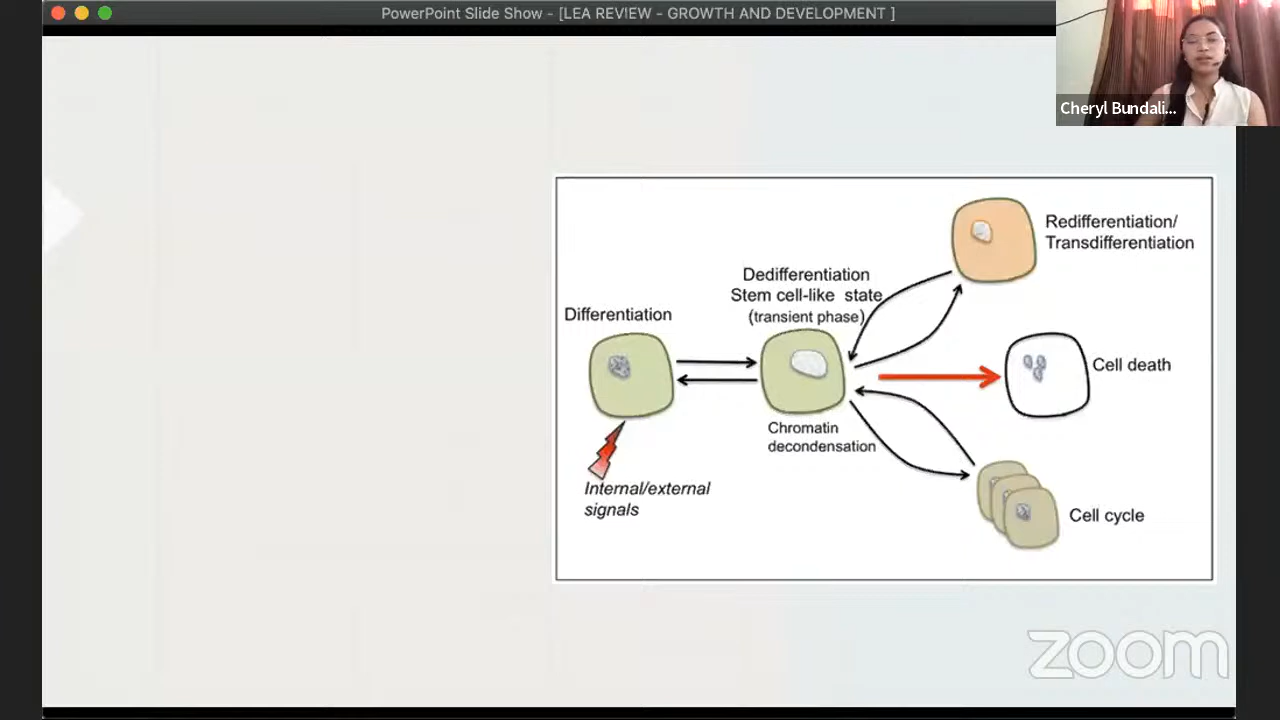 PowerPoint Slide Show - [LEA REVIEW - GROWTH AND DEVELOPMENT ]
Cheryl Bundali...
Redifferentiation/
Transdifferentiation
Dedifferentiation
Stem cell-like state
(transient phase)
Differentiation
Cell death
Chromatin
decondensation
Internal/external
signals
Cell cycle
zoom